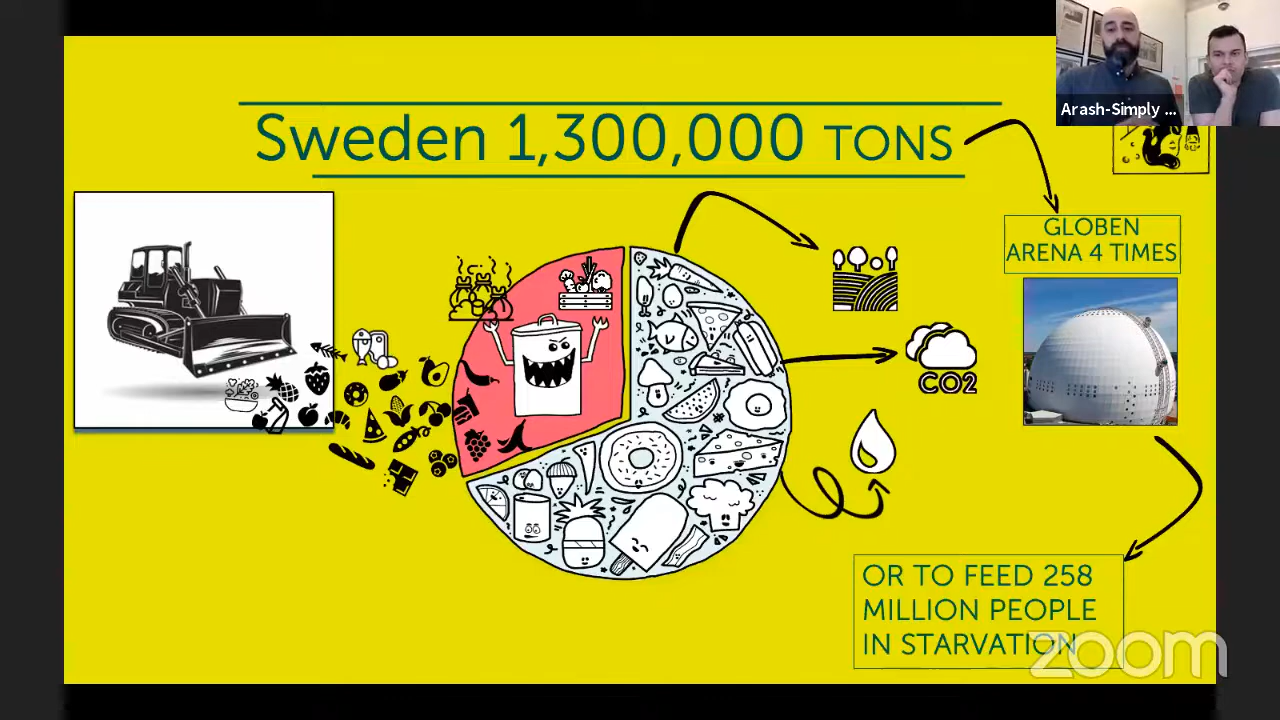 Sweden 1,300,000 TONS
Arash-Simply ...
GLOBEN
ARENA 4 TIMES
CO2
OR TO FEED 258
MILLION PEOPLE
IN STARVATION
zoom